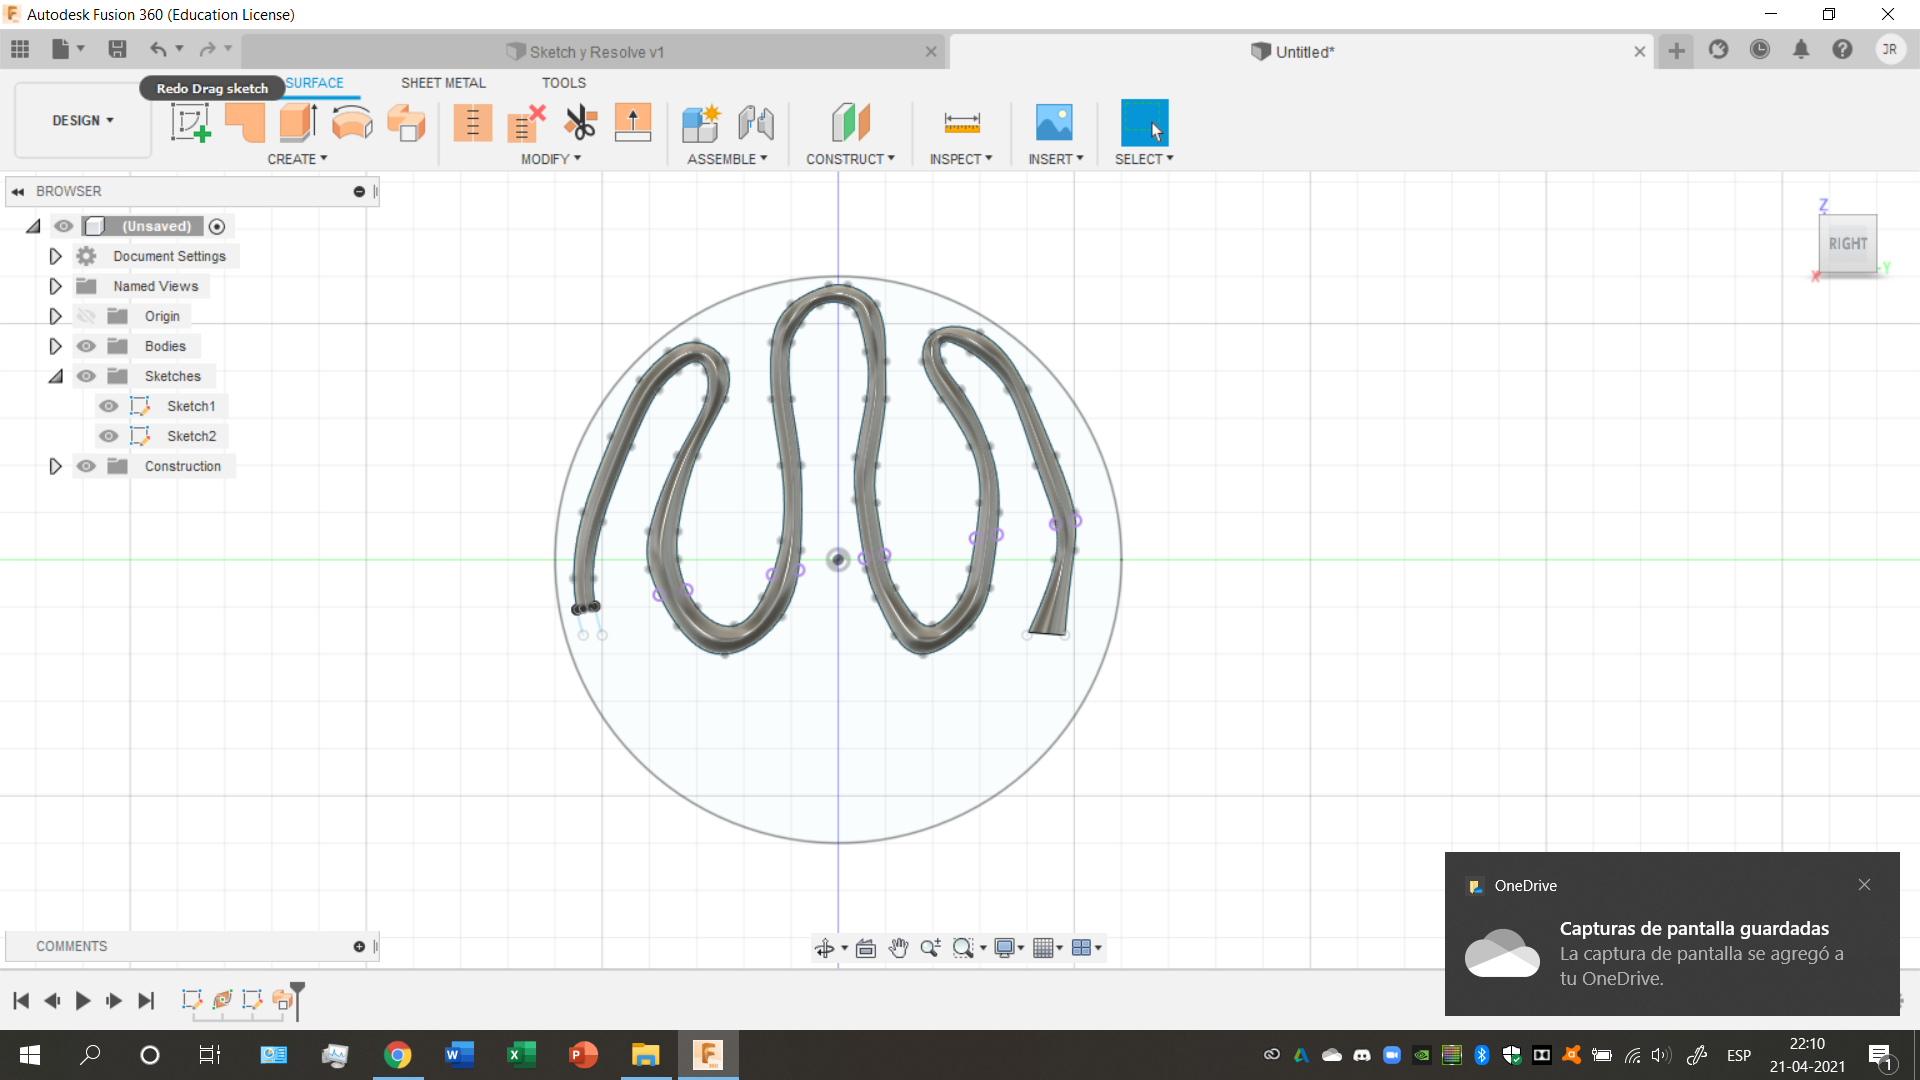 Autodesk Fusion 360 (Education License)
Sketch y Resolve v1
Untitled*
JR
Redo Drag sketch
SURFACE
SHEET METAL
TOOLS
DESIGN
CREATE
MODIFY
ASSEMBLE
CONSTRUCT
INSPECT
INSERT
SELECT
BROWSER
(Unsaved)
Document Settings
Named Views
Origin
Bodies
Sketches
Sketch1
Sketch2
Construction
Z
RIGHT
X
Y
OneDrive
Capturas de pantalla guardadas
La captura de pantalla se agregó a
tu OneDrive.
COMMENTS
ESP
22:10
21-04-2021
1